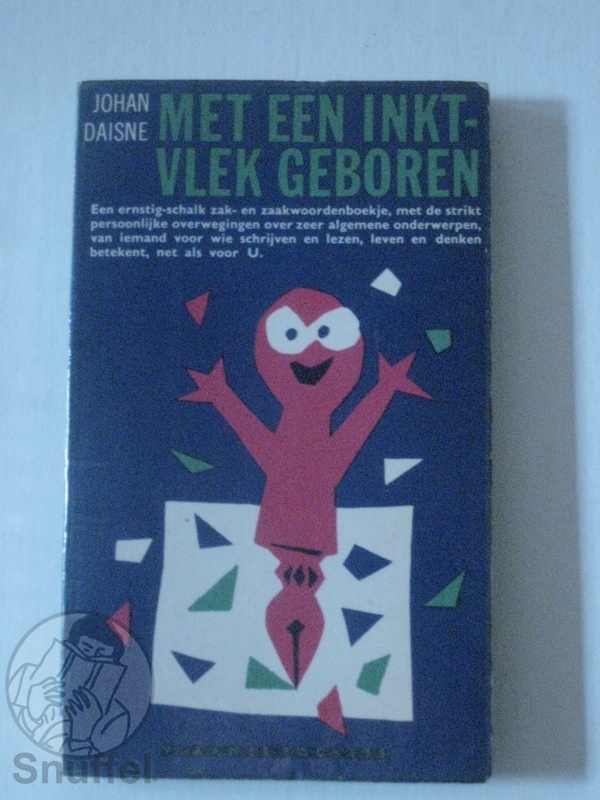 JOHAN
DAISNE
MET EEN INKT-
VLEK GEBOREN
Een ernstig-schalk zak- en zaakwoordenboekje, met de strikt
persoonlijke overwegingen over zeer algemene onderwerpen,
van iemand voor wie schrijven en lezen, leven en denken
betekent, net als voor U.
Snuffel